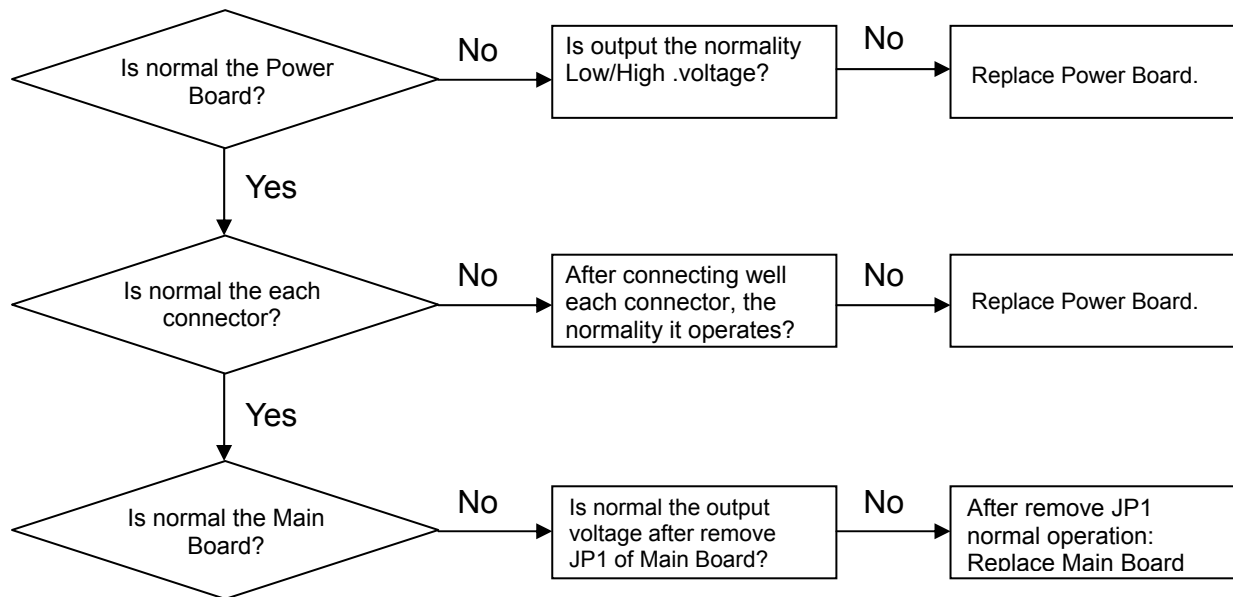 Is normal the Power
Board?
No
Is output the normality
Low/High .voltage?
No
Replace Power Board.
Yes
Is normal the each
connector?
No
After connecting well
each connector, the
normality it operates?
No
Replace Power Board.
Yes
Is normal the Main
Board?
No
Is normal the output
voltage after remove
JP1 of Main Board?
No
After remove JP1
normal operation:
Replace Main Board